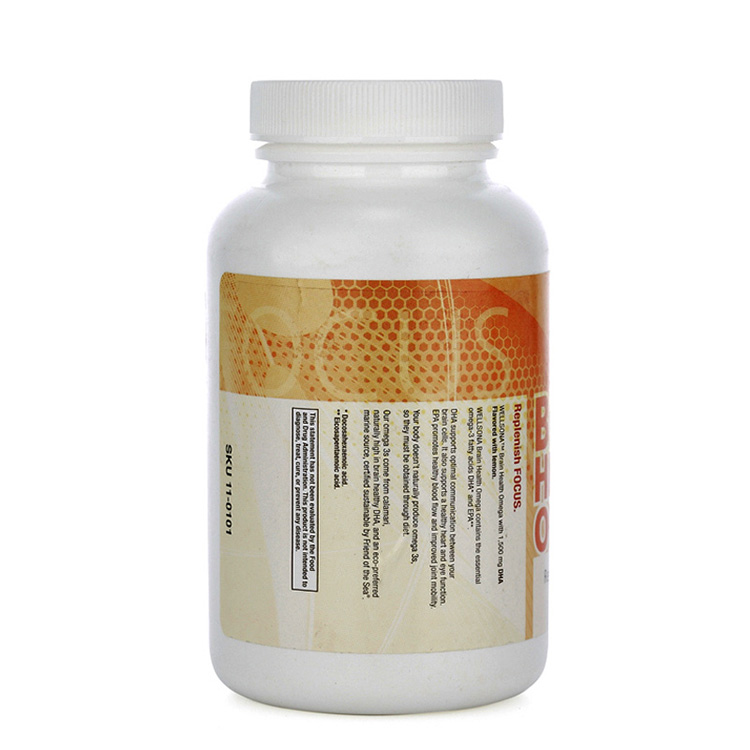 FOCUS
B
H
O
Replenish FOCUS.
WELLSONA™ Brain Health Omega with 1,500 mg DHA
Flavored with lemon.
WELLSONA Brain Health Omega contains the essential
omega-3 fatty acids DHA* and EPA**
DHA supports optimal communication between your
brain cells. It also supports a healthy heart and eye function.
EPA promotes healthy blood flow and improved joint mobility.
Your body doesn't naturally produce omega 3s,
so they must be obtained through diet.
Our omega 3s come from calamari,
naturally high in brain healthy DHA, and an eco-preferred
marine source, certified sustainable by Friend of the Sea®
* Docosahexaenoic acid.
** Eicosapentaenoic acid.
This statement has not been evaluated by the Food
and Drug Administration. This product is not intended to
diagnose, treat, cure, or prevent any disease.
SKU 11-0101